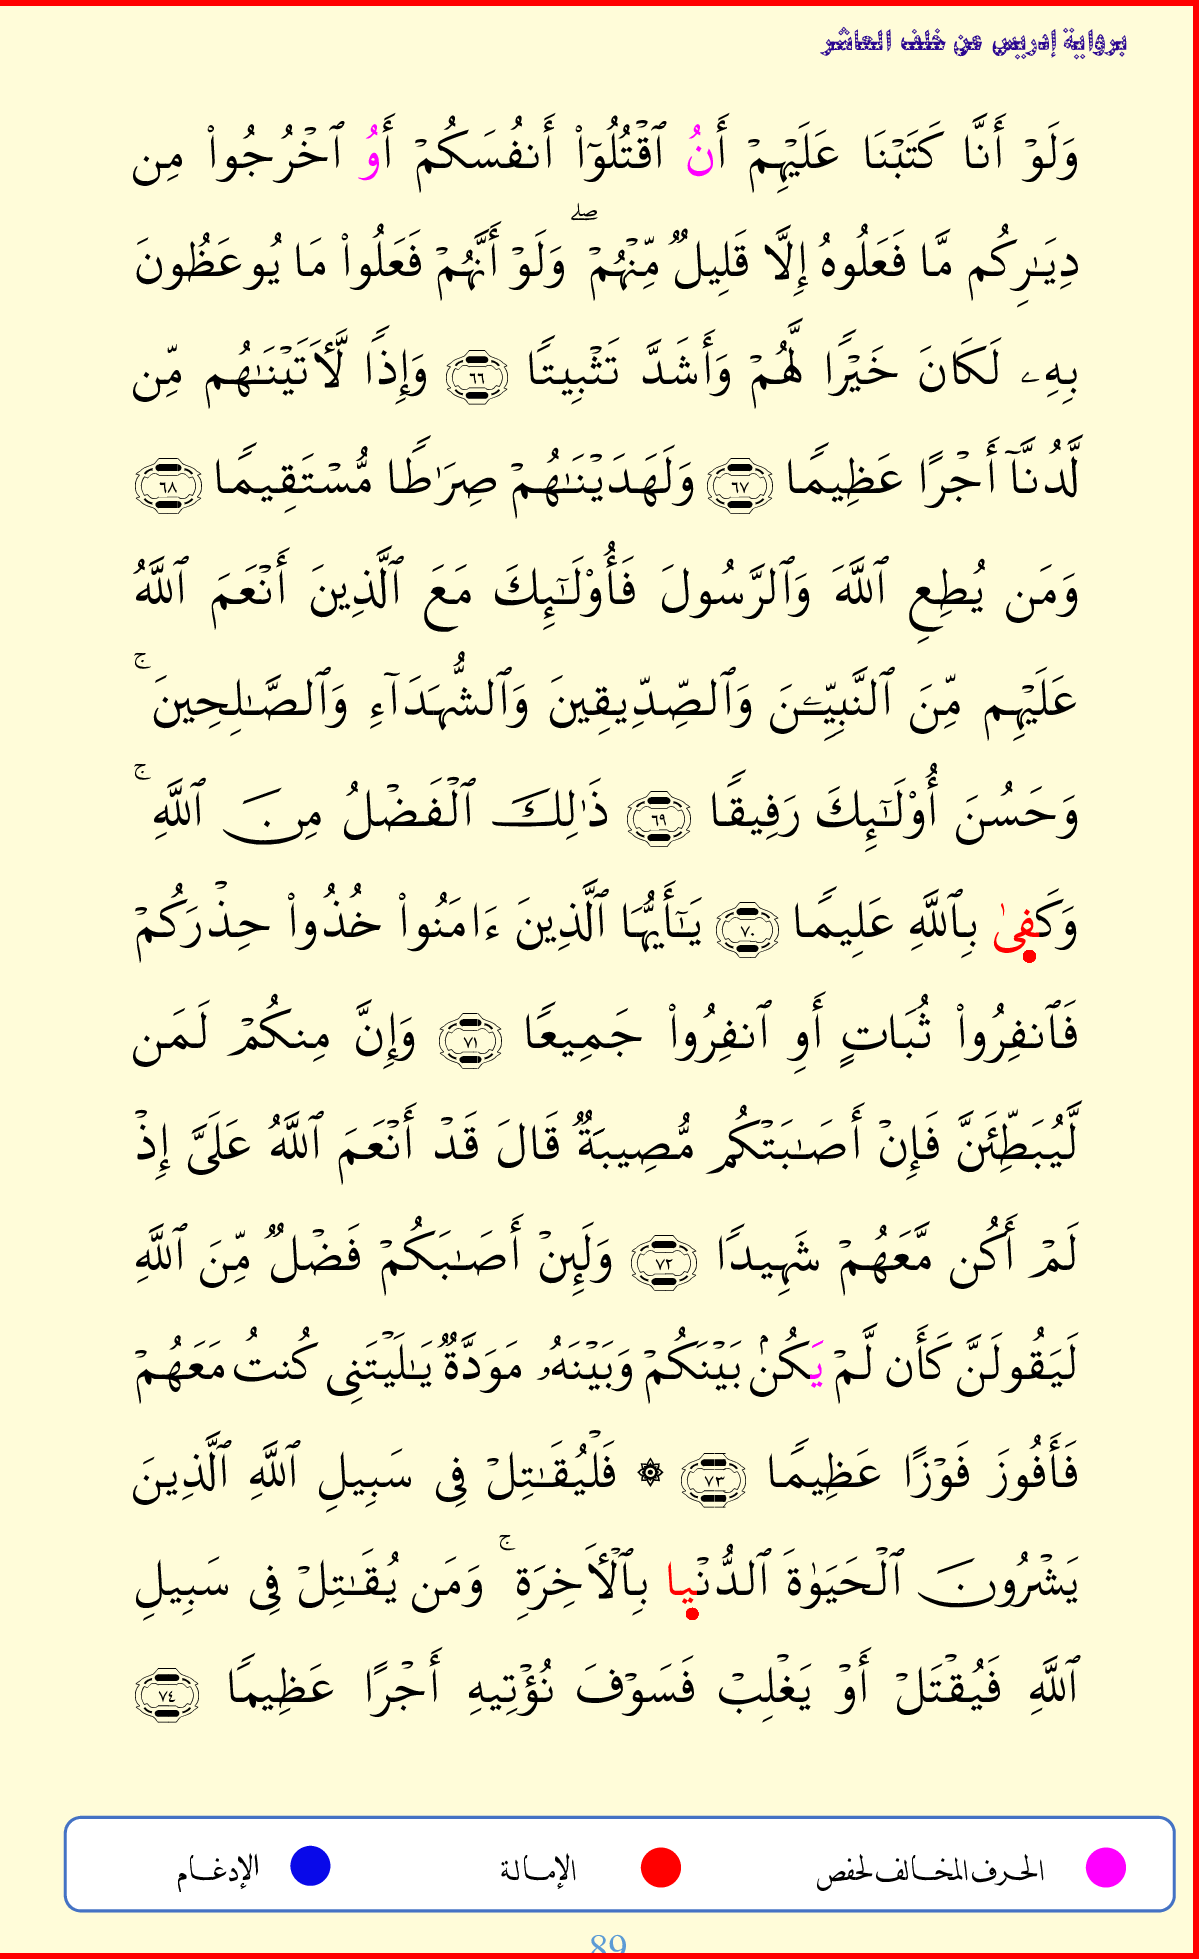 برواية إدريس عن خلف العاشر
وَلَوْ أَنَّا كَتَبْنَا عَلَيْهِمْ أَنُ ٱقْتُلُوٓا۟ أَنفُسَكُمْ أَوُ ٱخْرُجُوا۟ مِن
دِيَـٰرِكُم مَّا فَعَلُوهُ إِلَّا قَلِيلٌ مِّنْهُمْ ۖ وَلَوْ أَنَّهُمْ فَعَلُوا۟ مَا يُوعَظُونَ
بِهِۦ لَكَانَ خَيْرًا لَّهُمْ وَأَشَدَّ تَثْبِيتًا ٦٦ وَإِذًا لَّـَٔاتَيْنَـٰهُم مِّن
لَّدُنَّآ أَجْرًا عَظِيمًا ٦٧ وَلَهَدَيْنَـٰهُمْ صِرَٰطًا مُّسْتَقِيمًا ٦٨
وَمَن يُطِعِ ٱللَّهَ وَٱلرَّسُولَ فَأُو۟لَـٰٓئِكَ مَعَ ٱلَّذِينَ أَنْعَمَ ٱللَّهُ
عَلَيْهِم مِّنَ ٱلنَّبِيِّـۧنَ وَٱلصِّدِّيقِينَ وَٱلشُّهَدَآءِ وَٱلصَّـٰلِحِينَ ۚ
وَحَسُنَ أُو۟لَـٰٓئِكَ رَفِيقًا ٦٩ ذَٰلِكَ ٱلْفَضْلُ مِنَ ٱللَّهِ ۚ
وَكَفِىٰ بِٱللَّهِ عَلِيمًا ٧٠ يَـٰٓأَيُّهَا ٱلَّذِينَ ءَامَنُوا۟ خُذُوا۟ حِذْرَكُمْ
فَٱنفِرُوا۟ ثُبَاتٍ أَوِ ٱنفِرُوا۟ جَمِيعًا ٧١ وَإِنَّ مِنكُمْ لَمَن
لَّيُبَطِّئَنَّ فَإِنْ أَصَـٰبَتْكُم مُّصِيبَةٌ قَالَ قَدْ أَنْعَمَ ٱللَّهُ عَلَىَّ إِذْ
لَمْ أَكُن مَّعَهُمْ شَهِيدًا ٧٢ وَلَئِنْ أَصَـٰبَكُمْ فَضْلٌ مِّنَ ٱللَّهِ
لَيَقُولَنَّ كَأَن لَّمْ يَكُنۢ بَيْنَكُمْ وَبَيْنَهُۥ مَوَدَّةٌ يَـٰلَيْتَنِى كُنتُ مَعَهُمْ
فَأَفُوزَ فَوْزًا عَظِيمًا ٧٣ ۞ فَلْيُقَـٰتِلْ فِى سَبِيلِ ٱللَّهِ ٱلَّذِينَ
يَشْرُونَ ٱلْحَيَوٰةَ ٱلدُّنْيِا بِٱلْـَٔاخِرَةِ ۚ وَمَن يُقَـٰتِلْ فِى سَبِيلِ
ٱللَّهِ فَيُقْتَلْ أَوْ يَغْلِبْ فَسَوْفَ نُؤْتِيهِ أَجْرًا عَظِيمًا ٧٤
الحرف المخالف لحفص الإمالة الإدغام
89